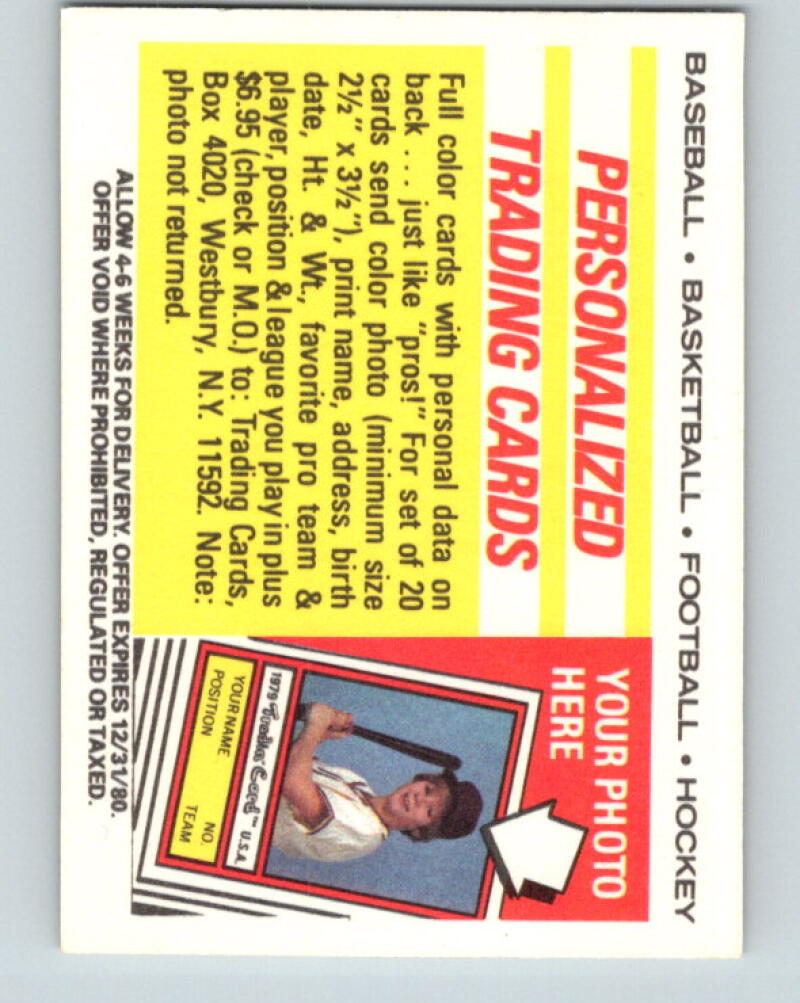 BASEBALL • BASKETBALL • FOOTBALL • HOCKEY
PERSONALIZED
TRADING CARDS
Full color cards with personal data on
back . . . just like "pros!" For set of 20
cards send color photo (minimum size
2½" x 3½"), print name, address, birth
date, Ht. & Wt., favorite pro team &
player, position & league you play in plus
$6.95 (check or M.O.) to: Trading Cards,
Box 4020, Westbury, N.Y. 11592. Note:
photo not returned.
YOUR PHOTO
HERE
1979 Trading Card™ U.S.A.
YOUR NAME NO.
POSITION TEAM
ALLOW 4-6 WEEKS FOR DELIVERY. OFFER EXPIRES 12/31/80.
OFFER VOID WHERE PROHIBITED, REGULATED OR TAXED.